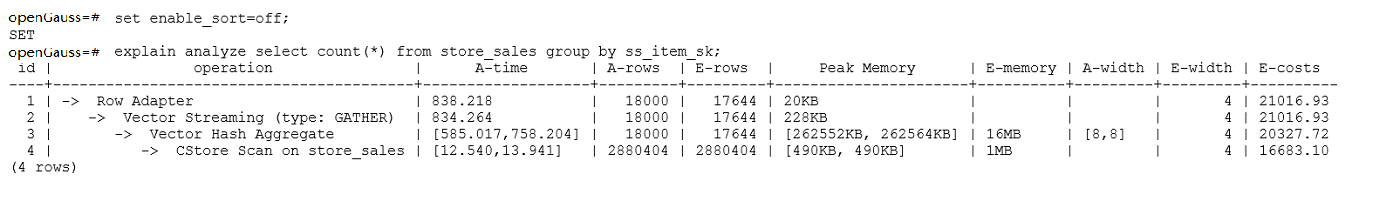 openGauss=# set enable_sort=off;
SET
openGauss=# explain analyze select count(*) from store_sales group by ss_item_sk;
 id |                 operation                  |      A-time       | A-rows  | E-rows  |     Peak Memory      | E-memory | A-width | E-width | E-costs
----+--------------------------------------------+-------------------+---------+---------+----------------------+----------+---------+---------+----------
  1 | ->  Row Adapter                            | 838.218           |   18000 |   17644 | 20KB                 |          |         |       4 | 21016.93
  2 |    ->  Vector Streaming (type: GATHER)     | 834.264           |   18000 |   17644 | 228KB                |          |         |       4 | 21016.93
  3 |       ->  Vector Hash Aggregate            | [585.017,758.204] |   18000 |   17644 | [262552KB, 262564KB] | 16MB     | [8,8]   |       4 | 20327.72
  4 |          ->  CStore Scan on store_sales    | [12.540,13.941]   | 2880404 | 2880404 | [490KB, 490KB]       | 1MB      |         |       4 | 16683.10
(4 rows)